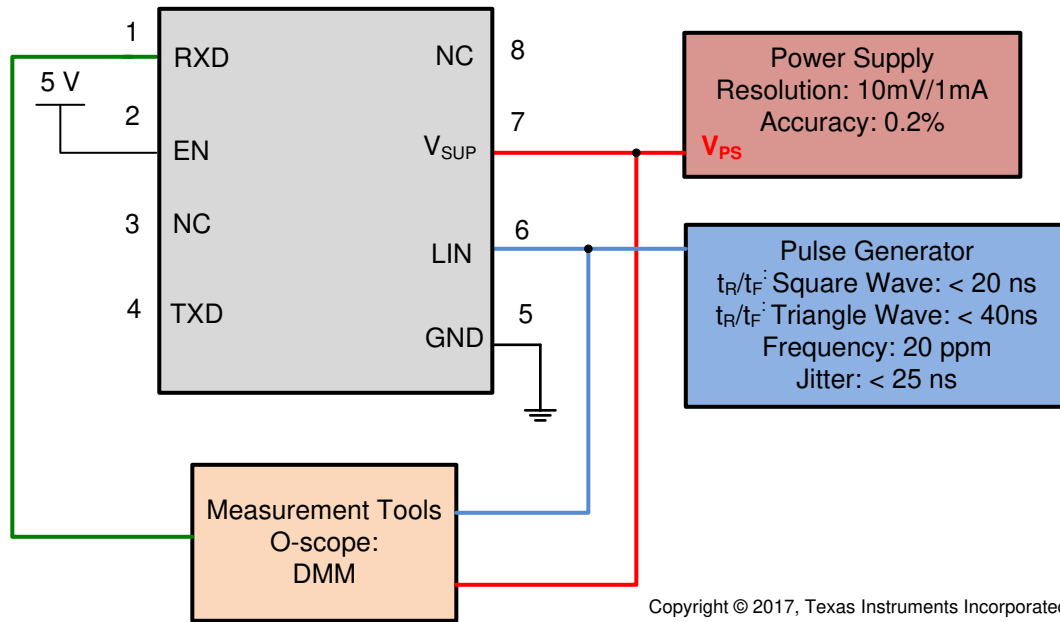 1
RXD
NC
8
5 V
2
EN
7
V_SUP
3
NC
6
LIN
4
TXD
5
GND
Power Supply
Resolution: 10mV/1mA
Accuracy: 0.2%
V_PS
Pulse Generator
t_R/t_F: Square Wave: < 20 ns
t_R/t_F: Triangle Wave: < 40ns
Frequency: 20 ppm
Jitter: < 25 ns
Measurement Tools
O-scope:
DMM
Copyright © 2017, Texas Instruments Incorporated